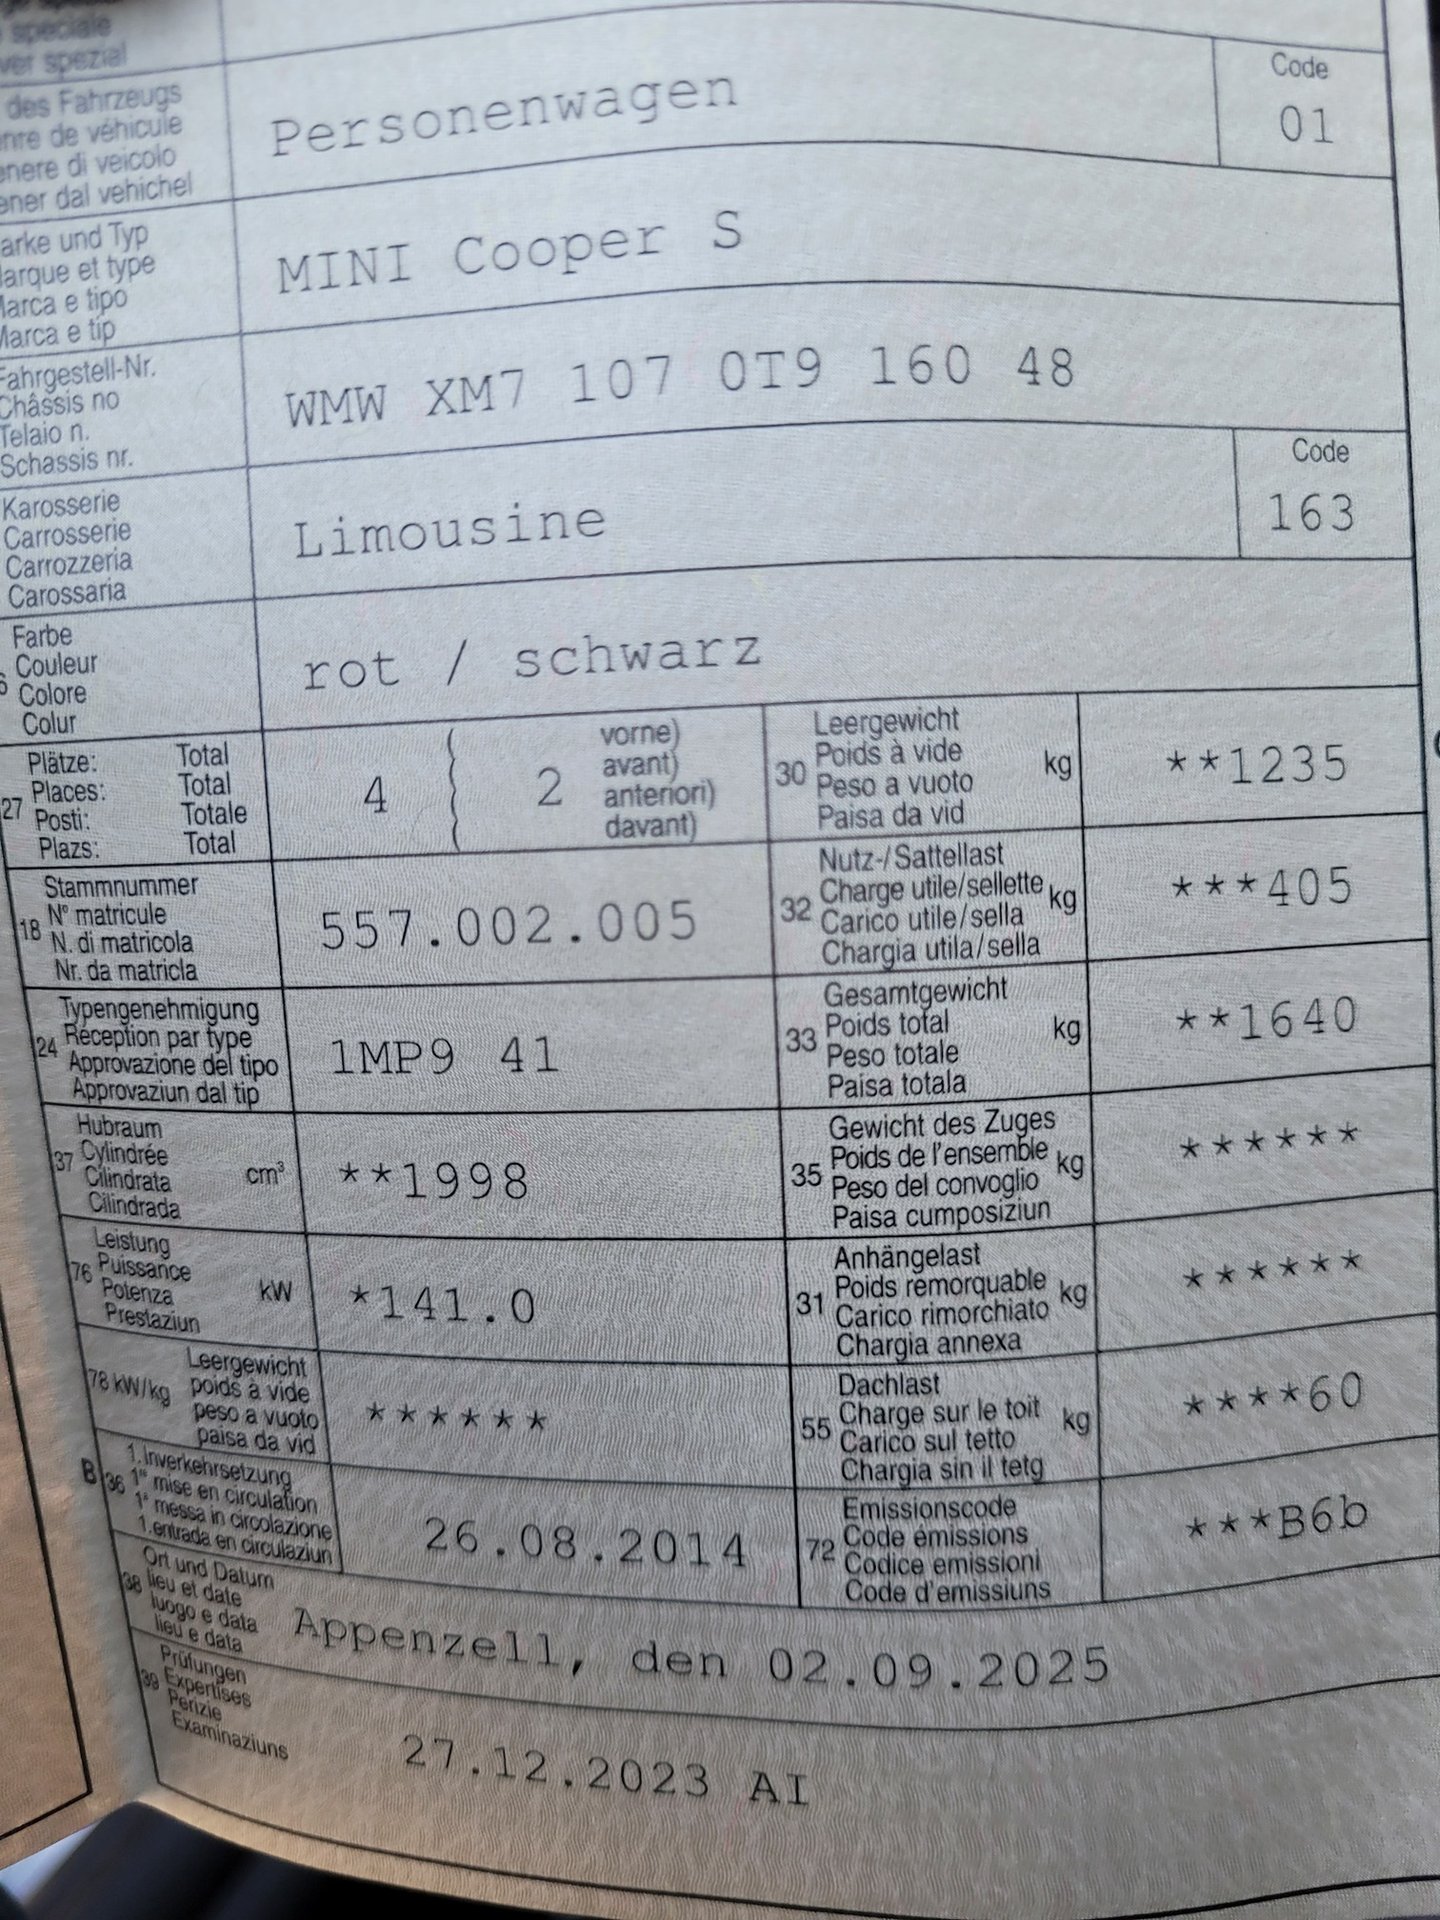 speciale
ver spezial
des Fahrzeugs
nre de véhicule
enere di veicolo
ener dal vehichel
Personenwagen
Code
01
arke und Typ
arque et type
Marca e tipo
Marca e tip
MINI Cooper S
Fahrgestell-Nr.
Châssis no
Telaio n.
Schassis nr.
WMW XM7 107 0T9 160 48
Karosserie
Carrosserie
Carrozzeria
Carossaria
Limousine
Code
163
Farbe
Couleur
Colore
Colur
rot / schwarz
27
Plätze: Total
Places: Total
Posti: Totale
Plazs: Total
4
2
vorne)
avant)
anteriori)
davant)
30
Leergewicht
Poids à vide
Peso a vuoto
Paisa da vid
kg
**1235
18
Stammnummer
N° matricule
N. di matricola
Nr. da matricla
557.002.005
32
Nutz-/Sattellast
Charge utile/sellette
Carico utile/sella
Chargia utila/sella
kg
***405
24
Typengenehmigung
Réception par type
Approvazione del tipo
Approvaziun dal tip
1MP9 41
33
Gesamtgewicht
Poids total
Peso totale
Paisa totala
kg
**1640
37
Hubraum
Cylindrée
Cilindrata
Cilindrada
cm³
**1998
35
Gewicht des Zuges
Poids de l'ensemble
Peso del convoglio
Paisa cumposiziun
kg
******
76
Leistung
Puissance
Potenza
Prestaziun
kW
*141.0
31
Anhängelast
Poids remorquable
Carico rimorchiato
Chargia annexa
kg
******
78 kW/kg
Leergewicht
poids à vide
peso a vuoto
paisa da vid
******
55
Dachlast
Charge sur le toit
Carico sul tetto
Chargia sin il tetg
kg
****60
B
36
1. Inverkehrsetzung
1re mise en circulation
1a messa in circolazione
1. entrada en circulaziun
26.08.2014
72
Emissionscode
Code émissions
Codice emissioni
Code d'emissiuns
***B6b
38
Ort und Datum
lieu et date
luogo e data
lieu e data
Appenzell, den 02.09.2025
39
Prüfungen
Expertises
Perizie
Examinaziuns
27.12.2023 AI